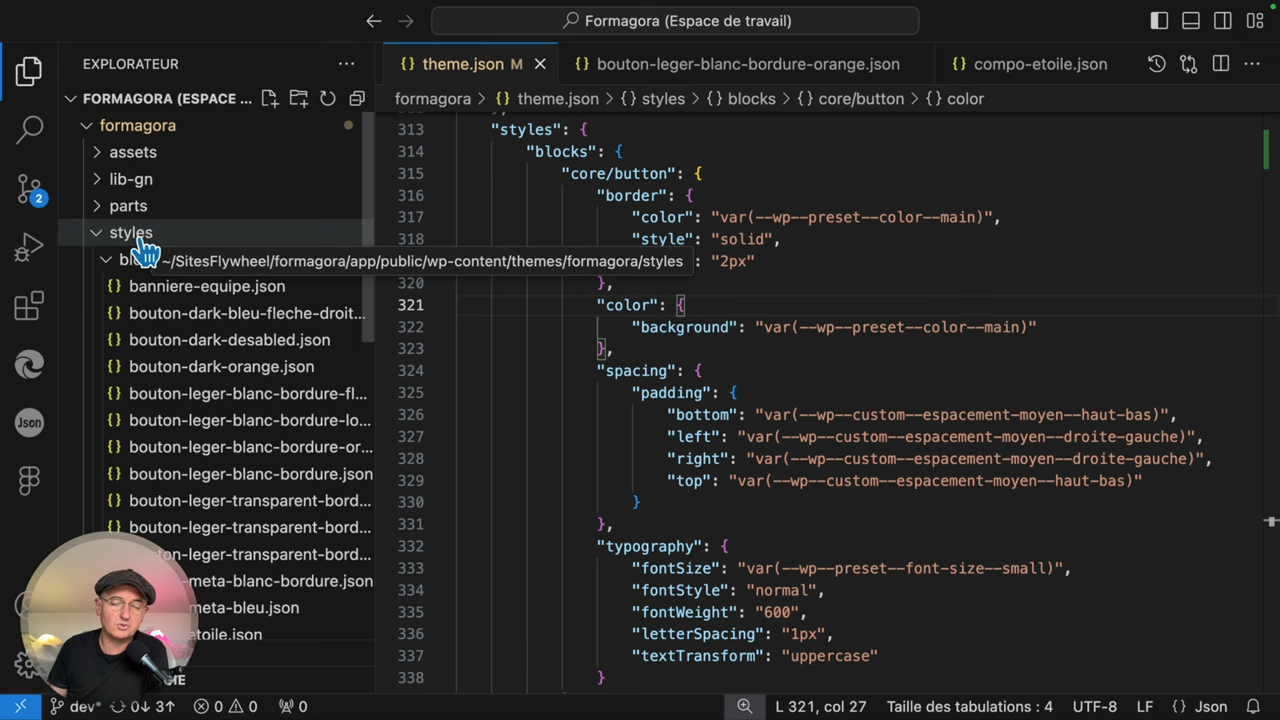 Formagora (Espace de travail)
EXPLORATEUR
theme.json M
bouton-leger-blanc-bordure-orange.json
compo-etoile.json
FORMAGORA (ESPACE ...
formagora > theme.json > {} styles > {} blocks > {} core/button > {} color
formagora
assets
lib-gn
parts
styles
~/SitesFlywheel/formagora/app/public/wp-content/themes/formagora/styles
{} banniere-equipe.json
{} bouton-dark-bleu-fleche-droit...
{} bouton-dark-desabled.json
{} bouton-dark-orange.json
{} bouton-leger-blanc-bordure-fl...
{} bouton-leger-blanc-bordure-lo...
{} bouton-leger-blanc-bordure-or...
{} bouton-leger-blanc-bordure.json
{} bouton-leger-transparent-bord...
{} bouton-leger-transparent-bord...
{} bouton-leger-transparent-bord...
meta-blanc-bordure.json
meta-bleu.json
etoile.json
2
Json
313 "styles": {
314 "blocks": {
315 "core/button": {
316 "border": {
317 "color": "var(--wp--preset--color--main)",
318 "style": "solid",
"2px"
320 },
321 "color": {
322 "background": "var(--wp--preset--color--main)"
323 },
324 "spacing": {
325 "padding": {
326 "bottom": "var(--wp--custom--espacement-moyen--haut-bas)",
327 "left": "var(--wp--custom--espacement-moyen--droite-gauche)",
328 "right": "var(--wp--custom--espacement-moyen--droite-gauche)",
329 "top": "var(--wp--custom--espacement-moyen--haut-bas)"
330 }
331 },
332 "typography": {
333 "fontSize": "var(--wp--preset--font-size--small)",
334 "fontStyle": "normal",
335 "fontWeight": "600",
336 "letterSpacing": "1px",
337 "textTransform": "uppercase"
338 }
dev* 0↓ 3↑ 0 0 0
L 321, col 27
Taille des tabulations : 4
UTF-8
LF
{} Json